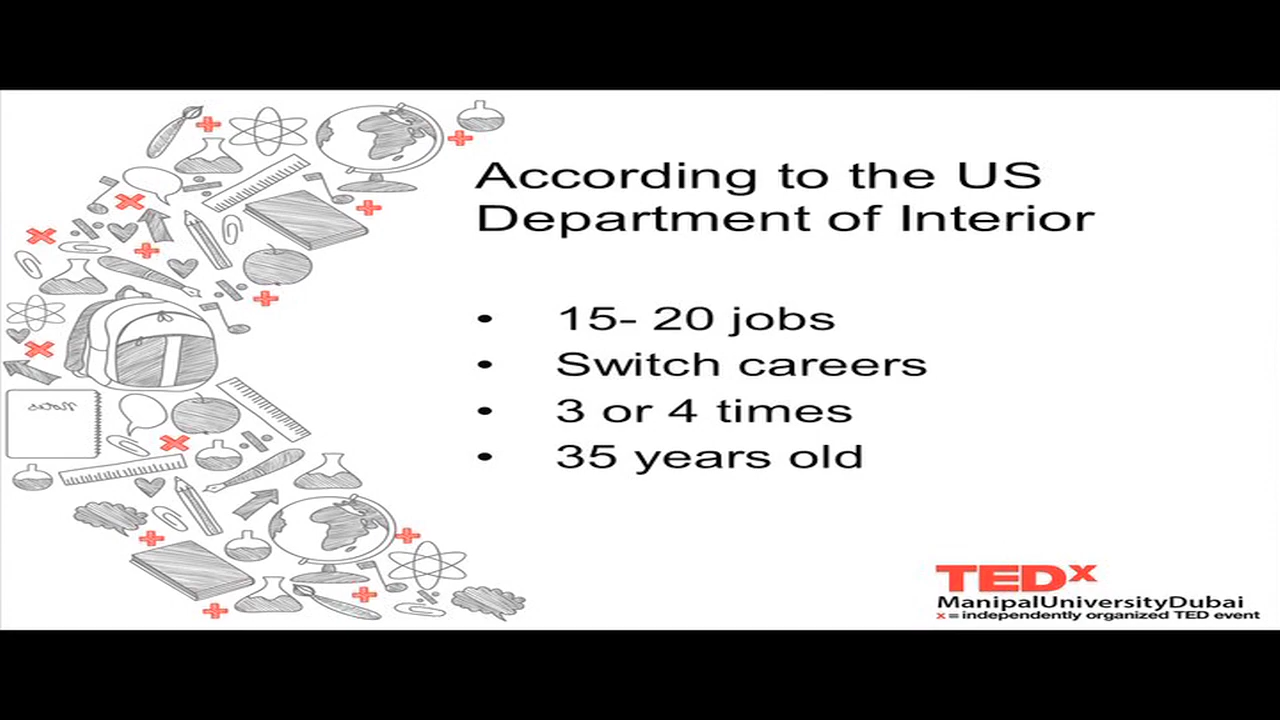 According to the US
Department of Interior
• 15- 20 jobs
• Switch careers
• 3 or 4 times
• 35 years old
Notes
TEDx
ManipalUniversityDubai
x = independently organized TED event